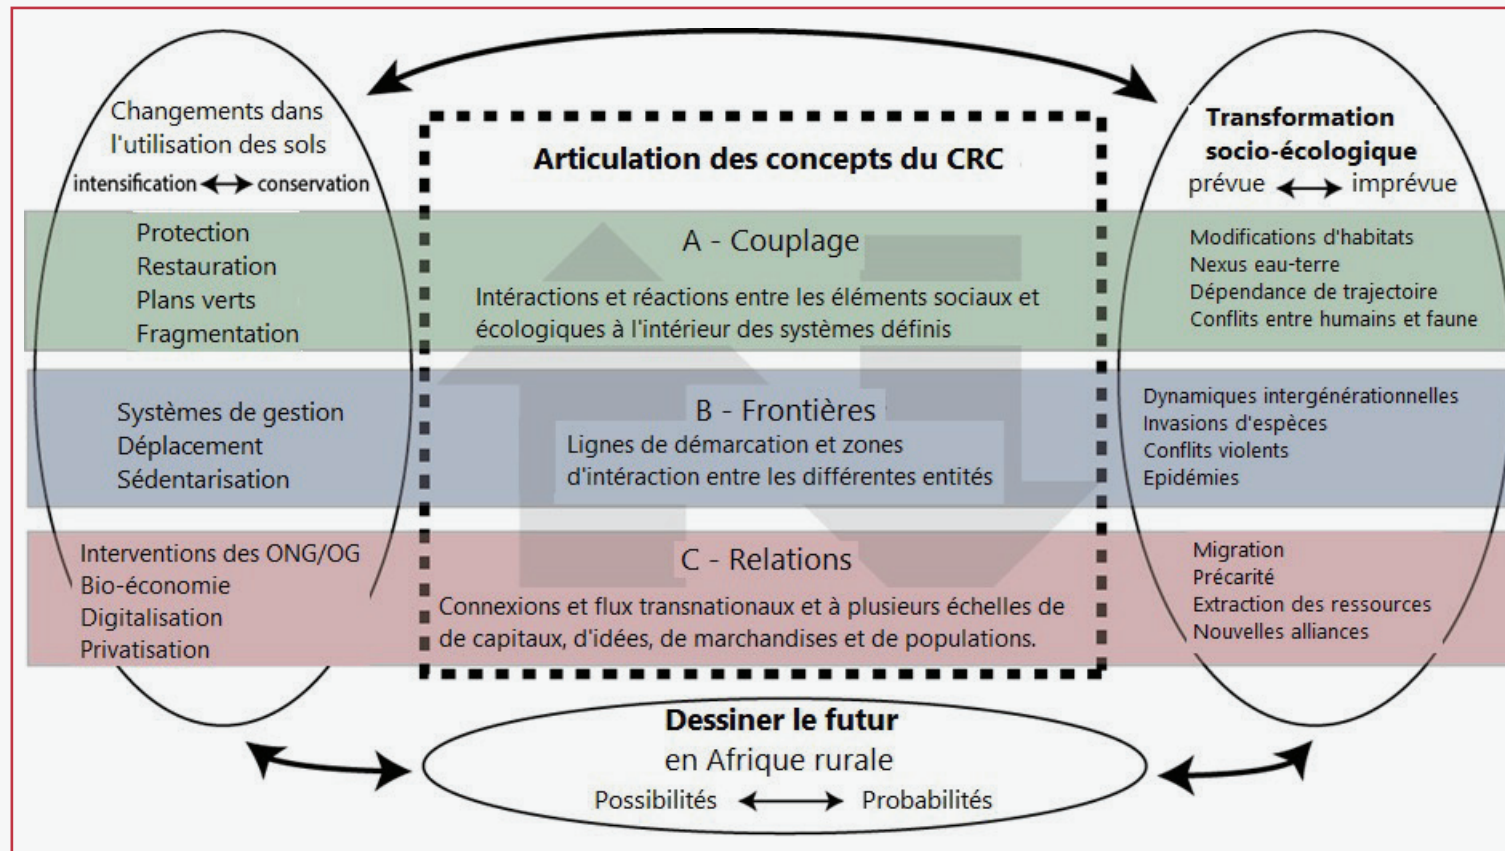 Changements dans
l'utilisation des sols
intensification conservation
Protection
Restauration
Plans verts
Fragmentation
Systèmes de gestion
Déplacement
Sédentarisation
Interventions des ONG/OG
Bio-économie
Digitalisation
Privatisation
Articulation des concepts du CRC
A - Couplage
Intéractions et réactions entre les éléments sociaux et
écologiques à l'intérieur des systèmes définis
B - Frontières
Lignes de démarcation et zones
d'intéraction entre les différentes entités
C - Relations
Connexions et flux transnationaux et à plusieurs échelles de
de capitaux, d'idées, de marchandises et de populations.
Transformation
socio-écologique
prévue imprévue
Modifications d'habitats
Nexus eau-terre
Dépendance de trajectoire
Conflits entre humains et faune
Dynamiques intergénérationnelles
Invasions d'espèces
Conflits violents
Epidémies
Migration
Précarité
Extraction des ressources
Nouvelles alliances
Dessiner le futur
en Afrique rurale
Possibilités Probabilités